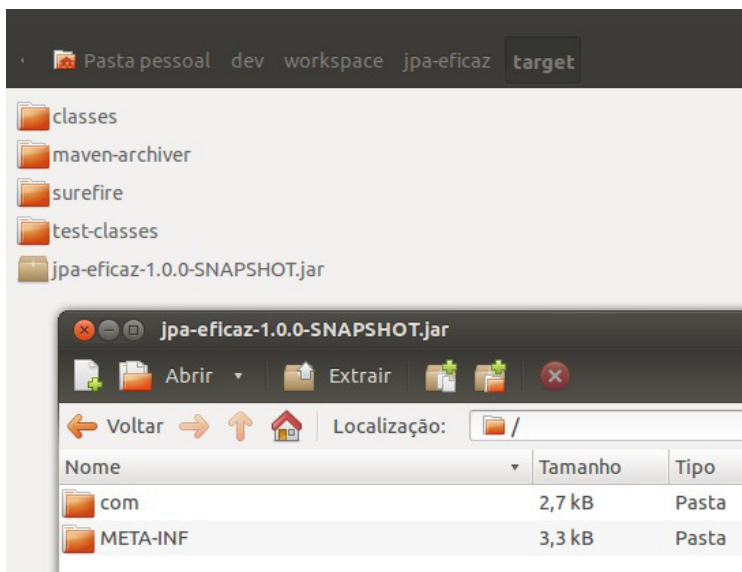 Pasta pessoal dev workspace jpa-eficaz target
classes
maven-archiver
surefire
test-classes
jpa-eficaz-1.0.0-SNAPSHOT.jar
jpa-eficaz-1.0.0-SNAPSHOT.jar
Abrir Extrair
Voltar Localização: /
Nome Tamanho Tipo
com 2,7 kB Pasta
META-INF 3,3 kB Pasta